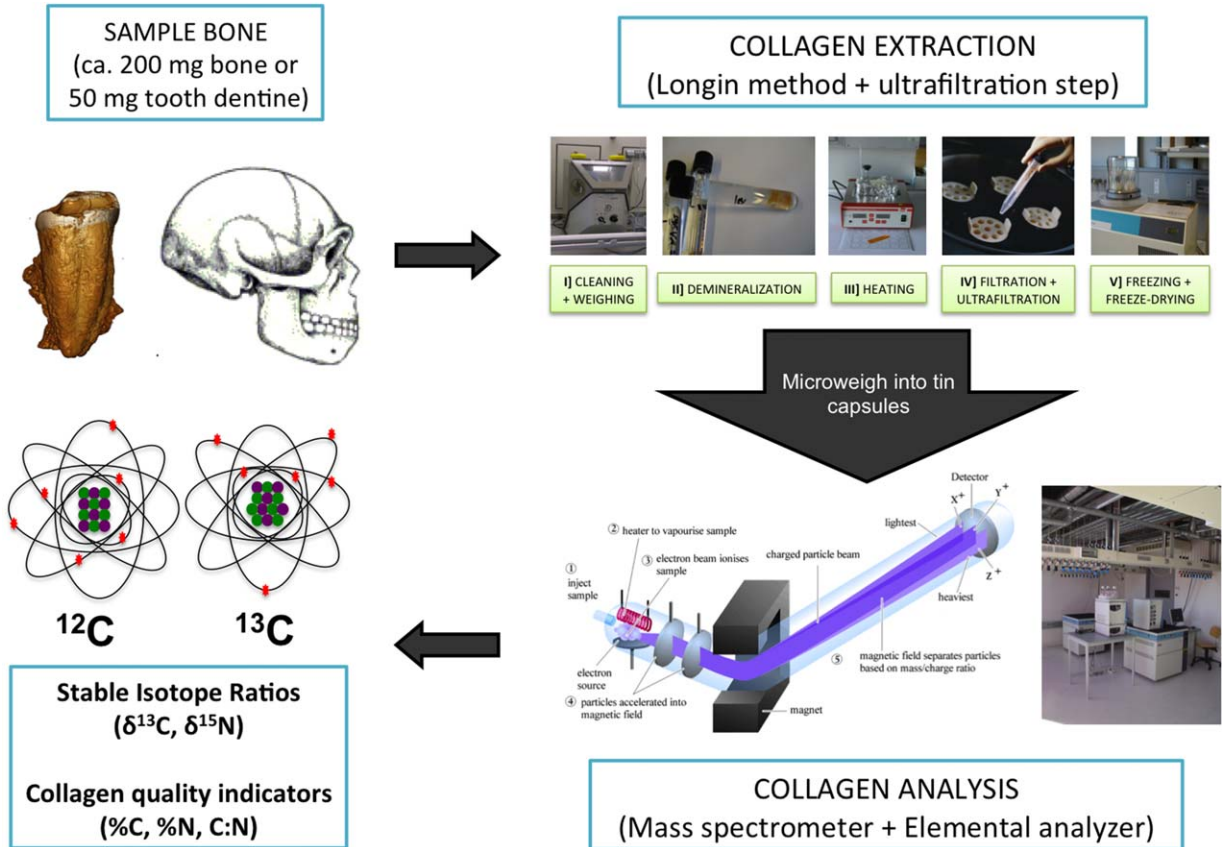 SAMPLE BONE
(ca. 200 mg bone or
50 mg tooth dentine)
COLLAGEN EXTRACTION
(Longin method + ultrafiltration step)
I] CLEANING
+ WEIGHING
II] DEMINERALIZATION
III] HEATING
IV] FILTRATION +
ULTRAFILTRATION
V] FREEZING +
FREEZE-DRYING
Microweigh into tin
capsules
① inject
sample
② heater to vapourise sample
③ electron beam ionises
sample
electron
source
④ particles accelerated into
magnetic field
magnet
⑤
magnetic field separates particles
based on mass/charge ratio
charged particle beam
lightest
heaviest
Detector
X⁺
Y⁺
Z⁺
COLLAGEN ANALYSIS
(Mass spectrometer + Elemental analyzer)
¹²C
¹³C
Stable Isotope Ratios
(δ¹³C, δ¹⁵N)
Collagen quality indicators
(%C, %N, C:N)